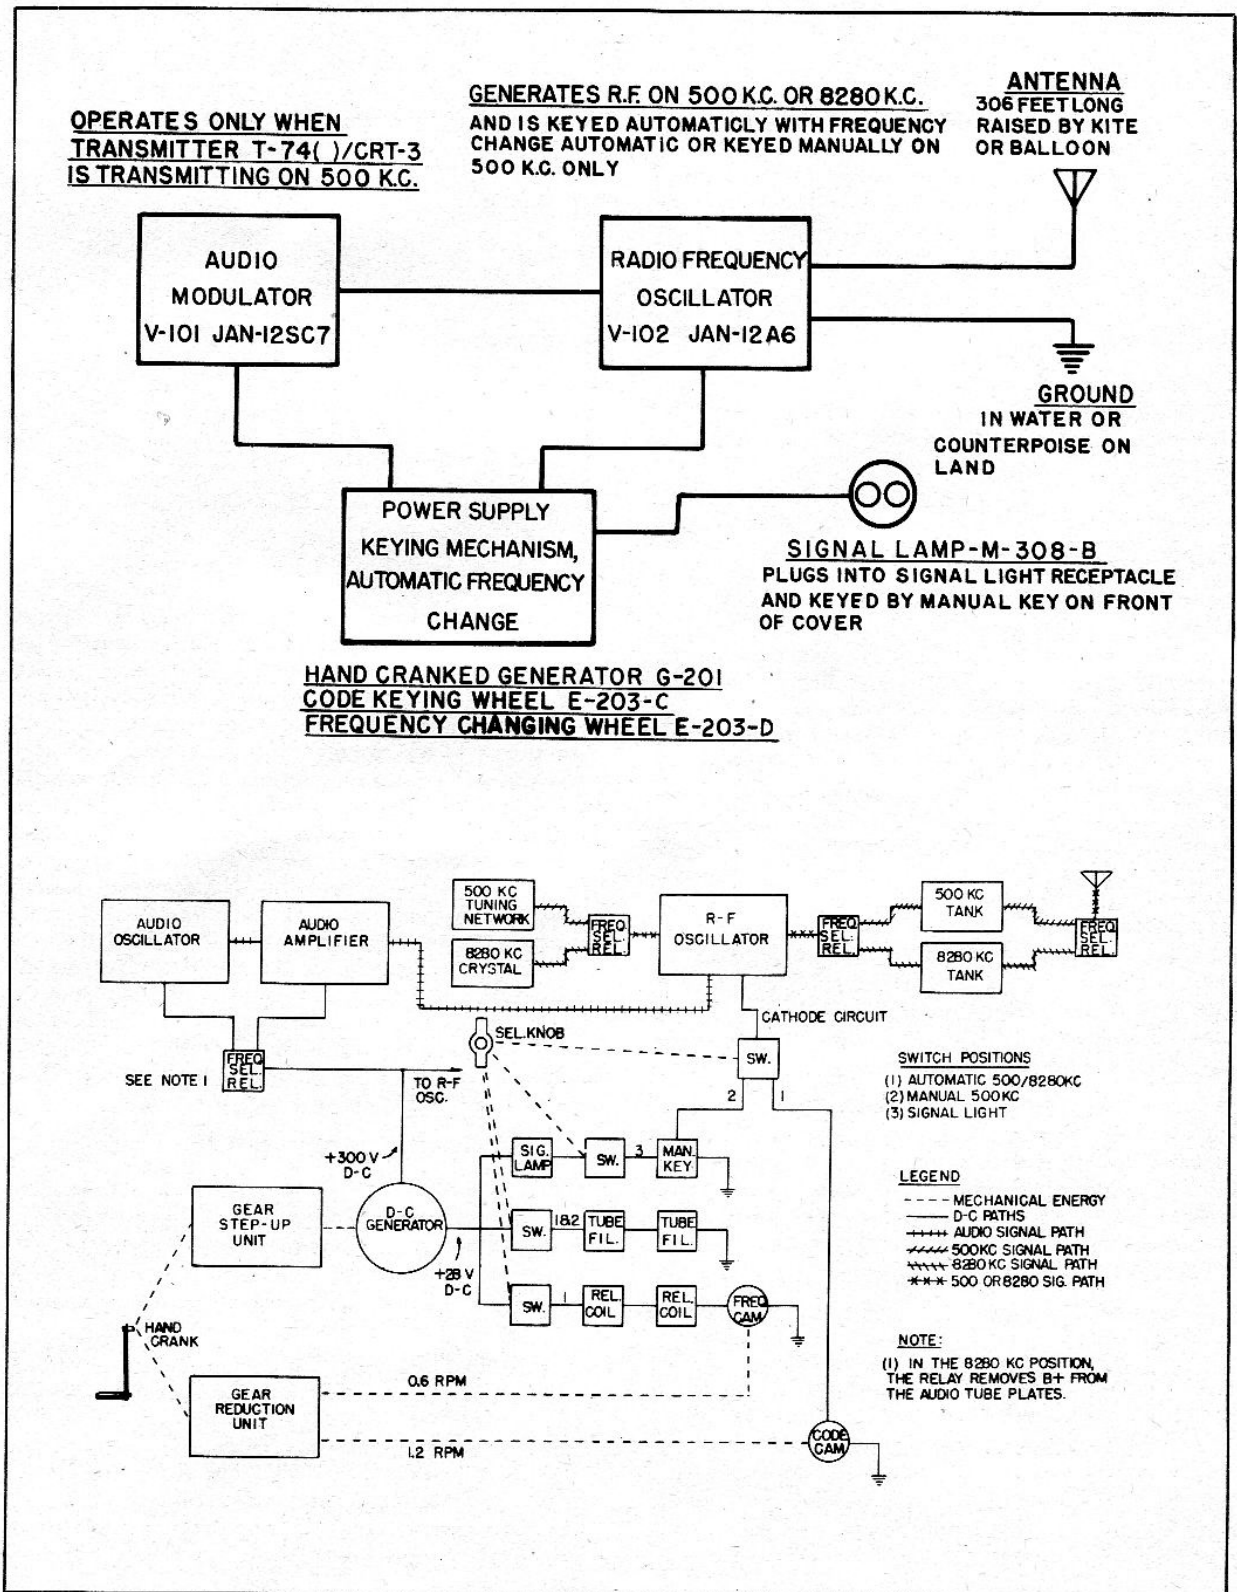 OPERATES ONLY WHEN
TRANSMITTER T-74( )/CRT-3
IS TRANSMITTING ON 500 K.C.
GENERATES R.F. ON 500 K.C. OR 8280 K.C.
AND IS KEYED AUTOMATICLY WITH FREQUENCY
CHANGE AUTOMATIC OR KEYED MANUALLY ON
500 K.C. ONLY
ANTENNA
306 FEET LONG
RAISED BY KITE
OR BALLOON
AUDIO
MODULATOR
V-101 JAN-12SC7
RADIO FREQUENCY
OSCILLATOR
V-102 JAN-12A6
GROUND
IN WATER OR
COUNTERPOISE ON
LAND
POWER SUPPLY
KEYING MECHANISM,
AUTOMATIC FREQUENCY
CHANGE
SIGNAL LAMP-M-308-B
PLUGS INTO SIGNAL LIGHT RECEPTACLE
AND KEYED BY MANUAL KEY ON FRONT
OF COVER
HAND CRANKED GENERATOR G-201
CODE KEYING WHEEL E-203-C
FREQUENCY CHANGING WHEEL E-203-D
AUDIO
OSCILLATOR
AUDIO
AMPLIFIER
500 KC
TUNING
NETWORK
8280 KC
CRYSTAL
FREQ
SEL.
REL.
R-F
OSCILLATOR
FREQ
SEL.
REL.
500 KC
TANK
8280 KC
TANK
FREQ
SEL.
REL.
CATHODE CIRCUIT
SEL. KNOB
SW.
2
1
SEE NOTE 1
FREQ
SEL.
REL.
TO R-F
OSC.
SWITCH POSITIONS
(1) AUTOMATIC 500/8280KC
(2) MANUAL 500KC
(3) SIGNAL LIGHT
+300 V
D-C
SIG.
LAMP
SW.
3
MAN.
KEY
GEAR
STEP-UP
UNIT
D-C
GENERATOR
SW.
1&2
TUBE
FIL.
TUBE
FIL.
+28 V
D-C
SW.
1
REL.
COIL
REL.
COIL
FREQ
CAM
LEGEND
MECHANICAL ENERGY
D-C PATHS
AUDIO SIGNAL PATH
500KC SIGNAL PATH
8280 KC SIGNAL PATH
500 OR 8280 SIG. PATH
HAND
CRANK
GEAR
REDUCTION
UNIT
0.6 RPM
1.2 RPM
CODE
CAM
NOTE:
(1) IN THE 8280 KC POSITION,
THE RELAY REMOVES B+ FROM
THE AUDIO TUBE PLATES.